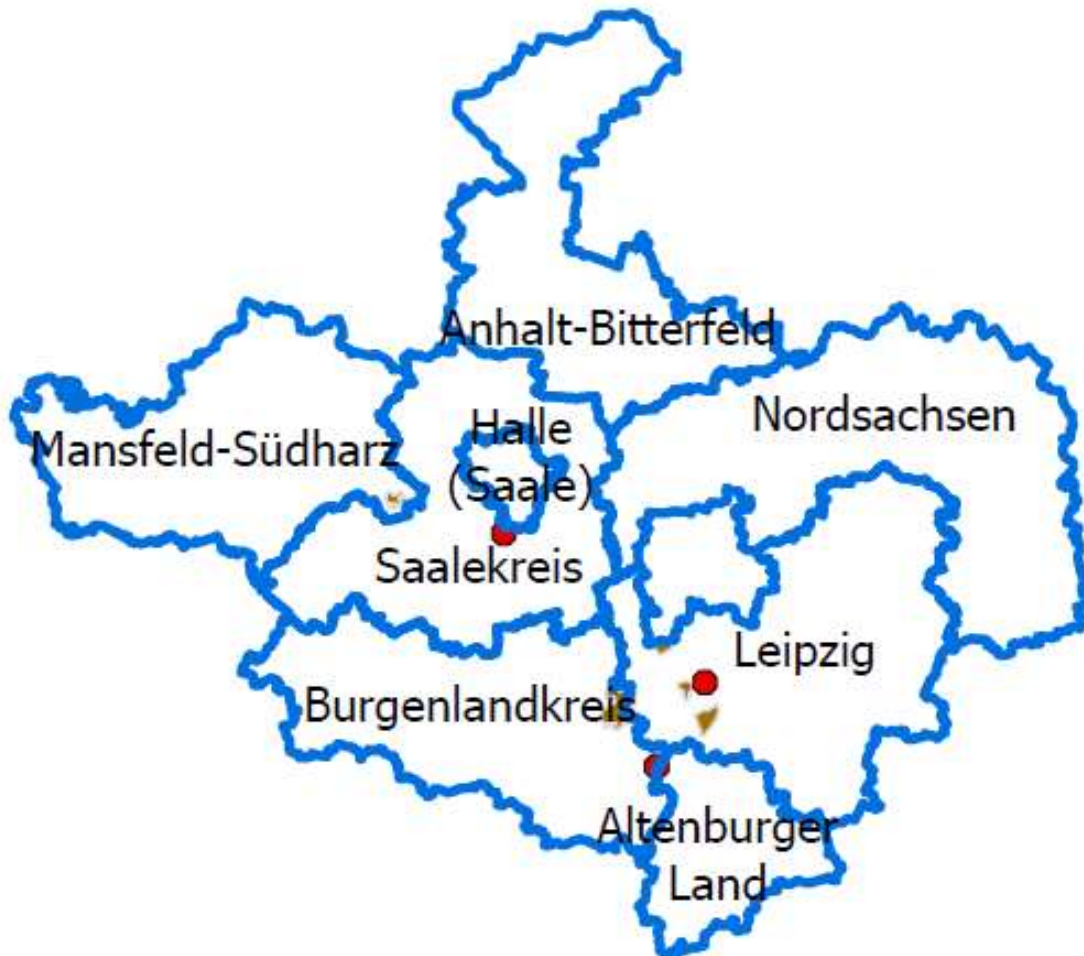 Anhalt-Bitterfeld
Nordsachsen
Halle
(Saale)
Mansfeld-Südharz
Saalekreis
Leipzig
Burgenlandkreis
Altenburger
Land